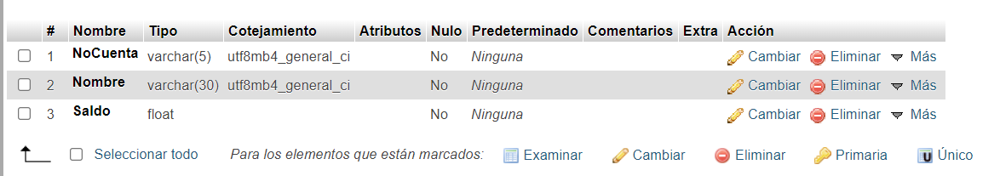 # Nombre Tipo Cotejamiento Atributos Nulo Predeterminado Comentarios Extra Acción
1 NoCuenta varchar(5) utf8mb4_general_ci No Ninguna Cambiar Eliminar Más
2 Nombre varchar(30) utf8mb4_general_ci No Ninguna Cambiar Eliminar Más
3 Saldo float No Ninguna Cambiar Eliminar Más
Seleccionar todo Para los elementos que están marcados: Examinar Cambiar Eliminar Primaria U Único